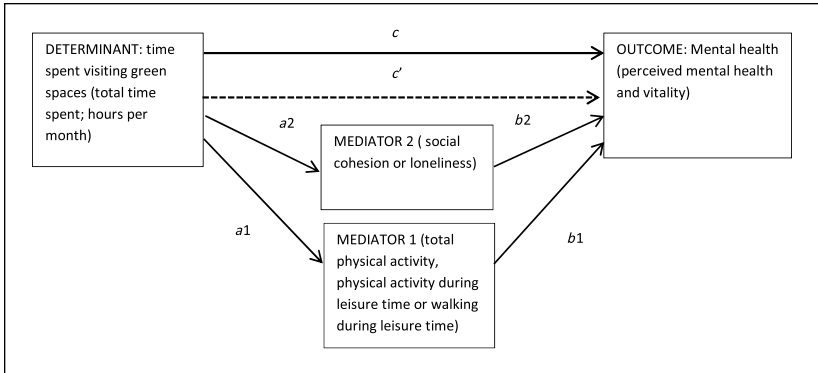 c
DETERMINANT: time
spent visiting green
spaces (total time
spent; hours per
month)
OUTCOME: Mental health
(perceived mental health
and vitality)
c’
a2
b2
MEDIATOR 2 ( social
cohesion or loneliness)
a1
b1
MEDIATOR 1 (total
physical activity,
physical activity during
leisure time or walking
during leisure time)